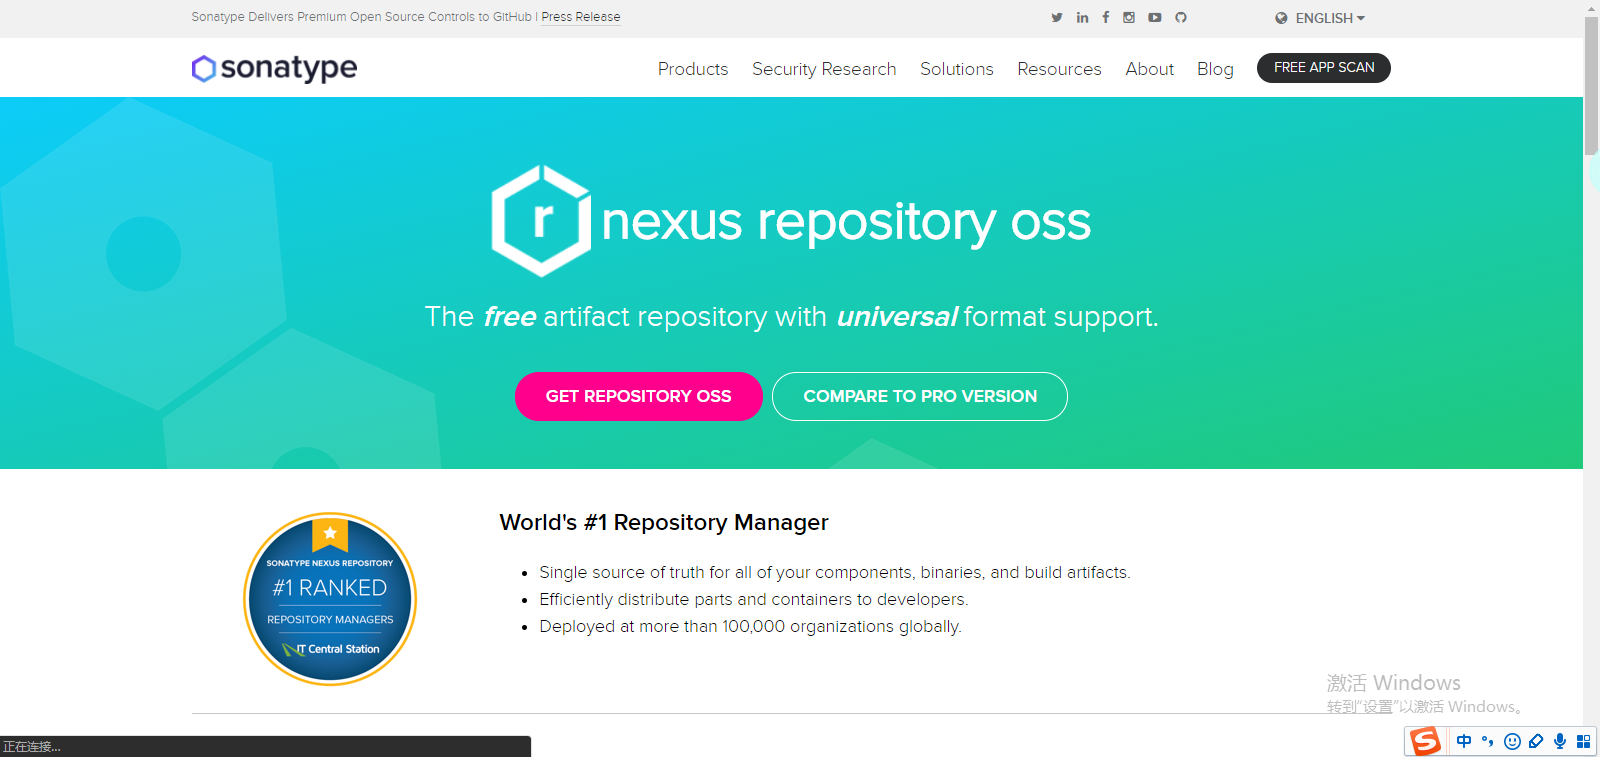 Sonatype Delivers Premium Open Source Controls to GitHub | Press Release
ENGLISH
sonatype
Products Security Research Solutions Resources About Blog FREE APP SCAN
r nexus repository oss
The free artifact repository with universal format support.
GET REPOSITORY OSS COMPARE TO PRO VERSION
SONATYPE NEXUS REPOSITORY
#1 RANKED
REPOSITORY MANAGERS
IT Central Station
World's #1 Repository Manager
Single source of truth for all of your components, binaries, and build artifacts.
Efficiently distribute parts and containers to developers.
Deployed at more than 100,000 organizations globally.
激活 Windows
转到“设置”以激活 Windows。
正在连接...
S 中 °,